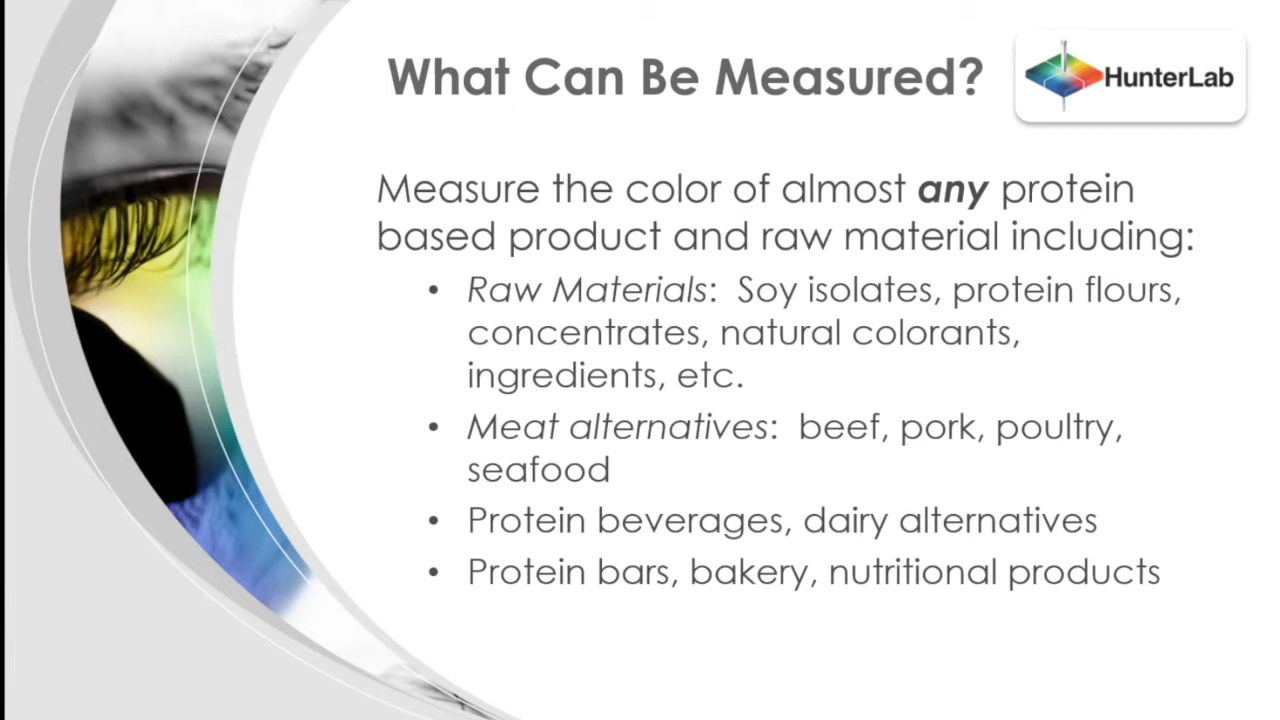 What Can Be Measured?
HunterLab
Measure the color of almost any protein
based product and raw material including:
• Raw Materials: Soy isolates, protein flours,
concentrates, natural colorants,
ingredients, etc.
• Meat alternatives: beef, pork, poultry,
seafood
• Protein beverages, dairy alternatives
• Protein bars, bakery, nutritional products